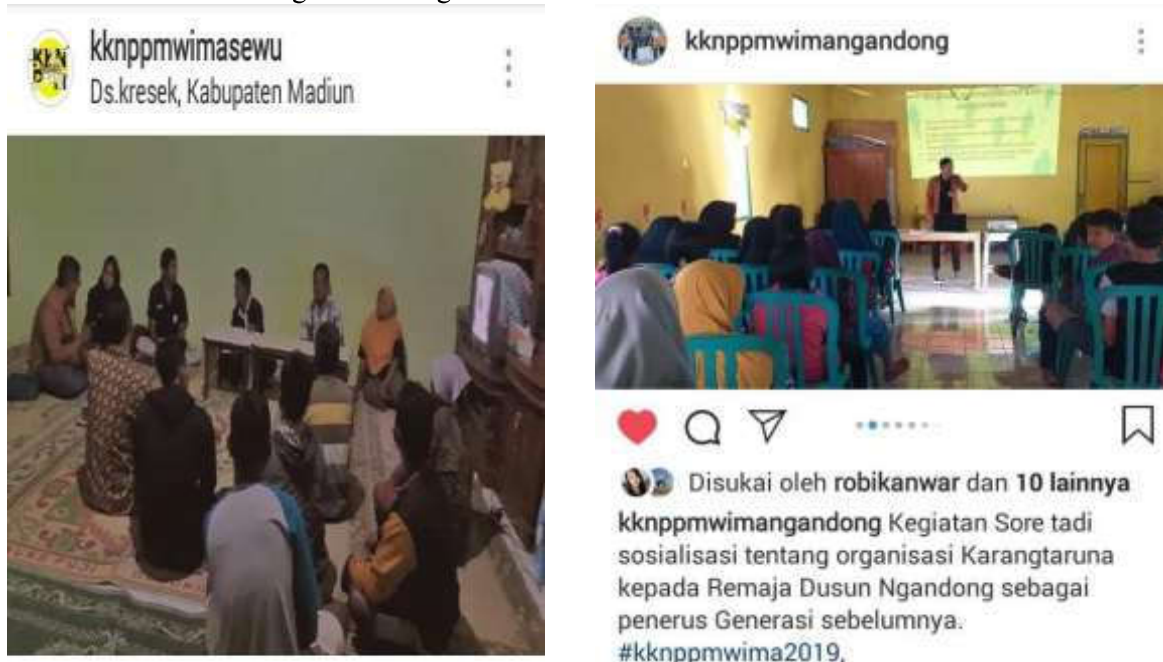 kknppmwimasewu
Ds.kresek, Kabupaten Madiun
kknppmwimangandong
Disukai oleh robikanwar dan 10 lainnya
kknppmwimangandong Kegiatan Sore tadi
sosialisasi tentang organisasi Karangtaruna
kepada Remaja Dusun Ngandong sebagai
penerus Generasi sebelumnya.
#kknppmwima2019,